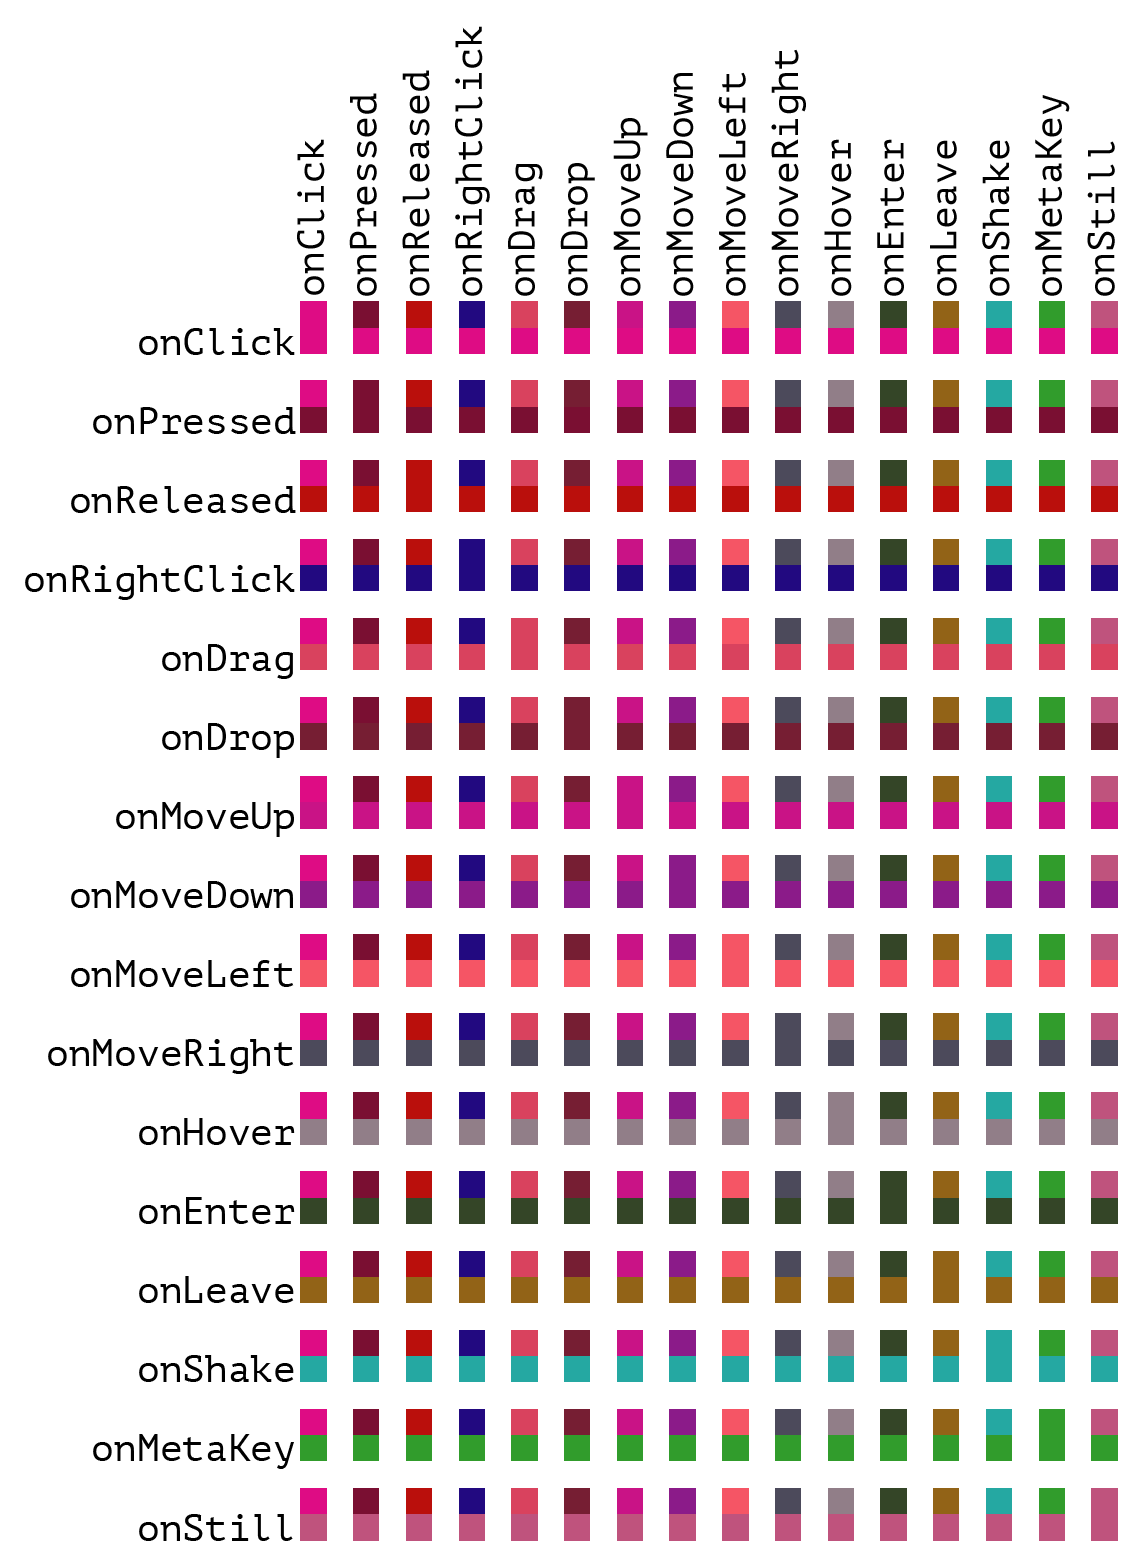 onClick
onPressed
onReleased
onRightClick
onDrag
onDrop
onMoveUp
onMoveDown
onMoveLeft
onMoveRight
onHover
onEnter
onLeave
onShake
onMetaKey
onStill
onClick
onPressed
onReleased
onRightClick
onDrag
onDrop
onMoveUp
onMoveDown
onMoveLeft
onMoveRight
onHover
onEnter
onLeave
onShake
onMetaKey
onStill